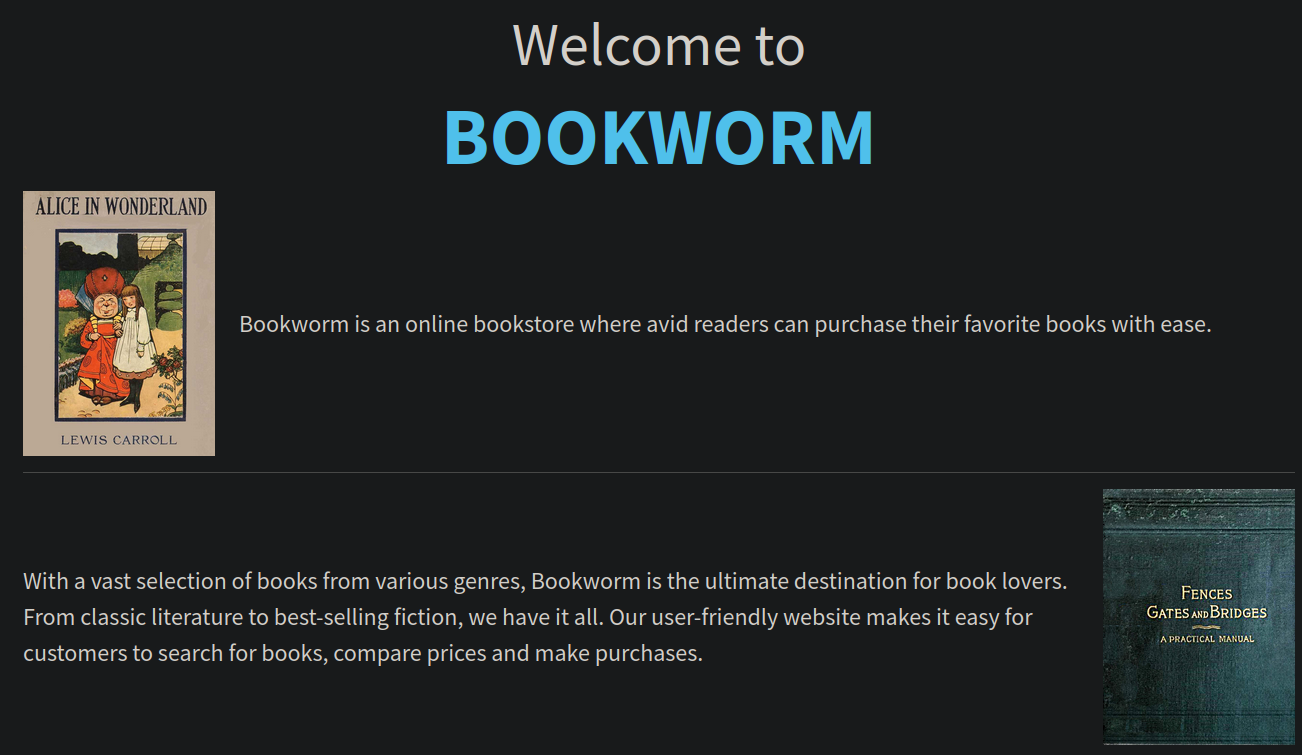 Welcome to
BOOKWORM
ALICE IN WONDERLAND
LEWIS CARROLL
Bookworm is an online bookstore where avid readers can purchase their favorite books with ease.
With a vast selection of books from various genres, Bookworm is the ultimate destination for book lovers.
From classic literature to best-selling fiction, we have it all. Our user-friendly website makes it easy for
customers to search for books, compare prices and make purchases.
FENCES
GATES AND BRIDGES
A PRACTICAL MANUAL